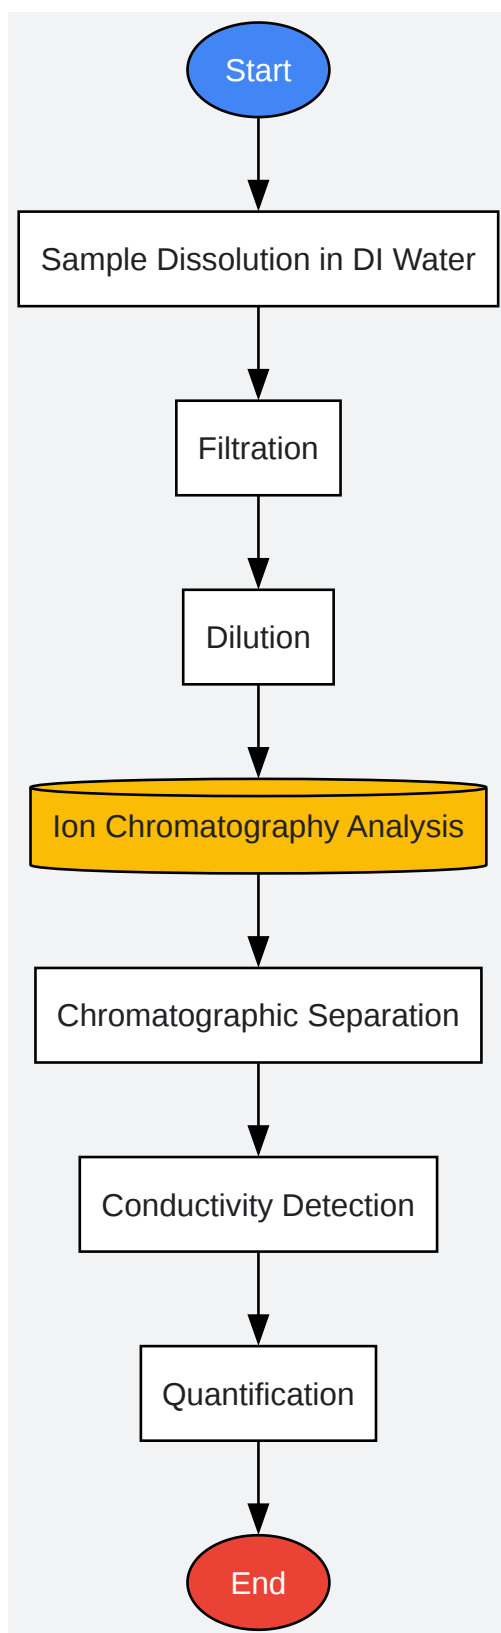 Start
Sample Dissolution in DI Water
Filtration
Dilution
Ion Chromatography Analysis
Chromatographic Separation
Conductivity Detection
Quantification
End